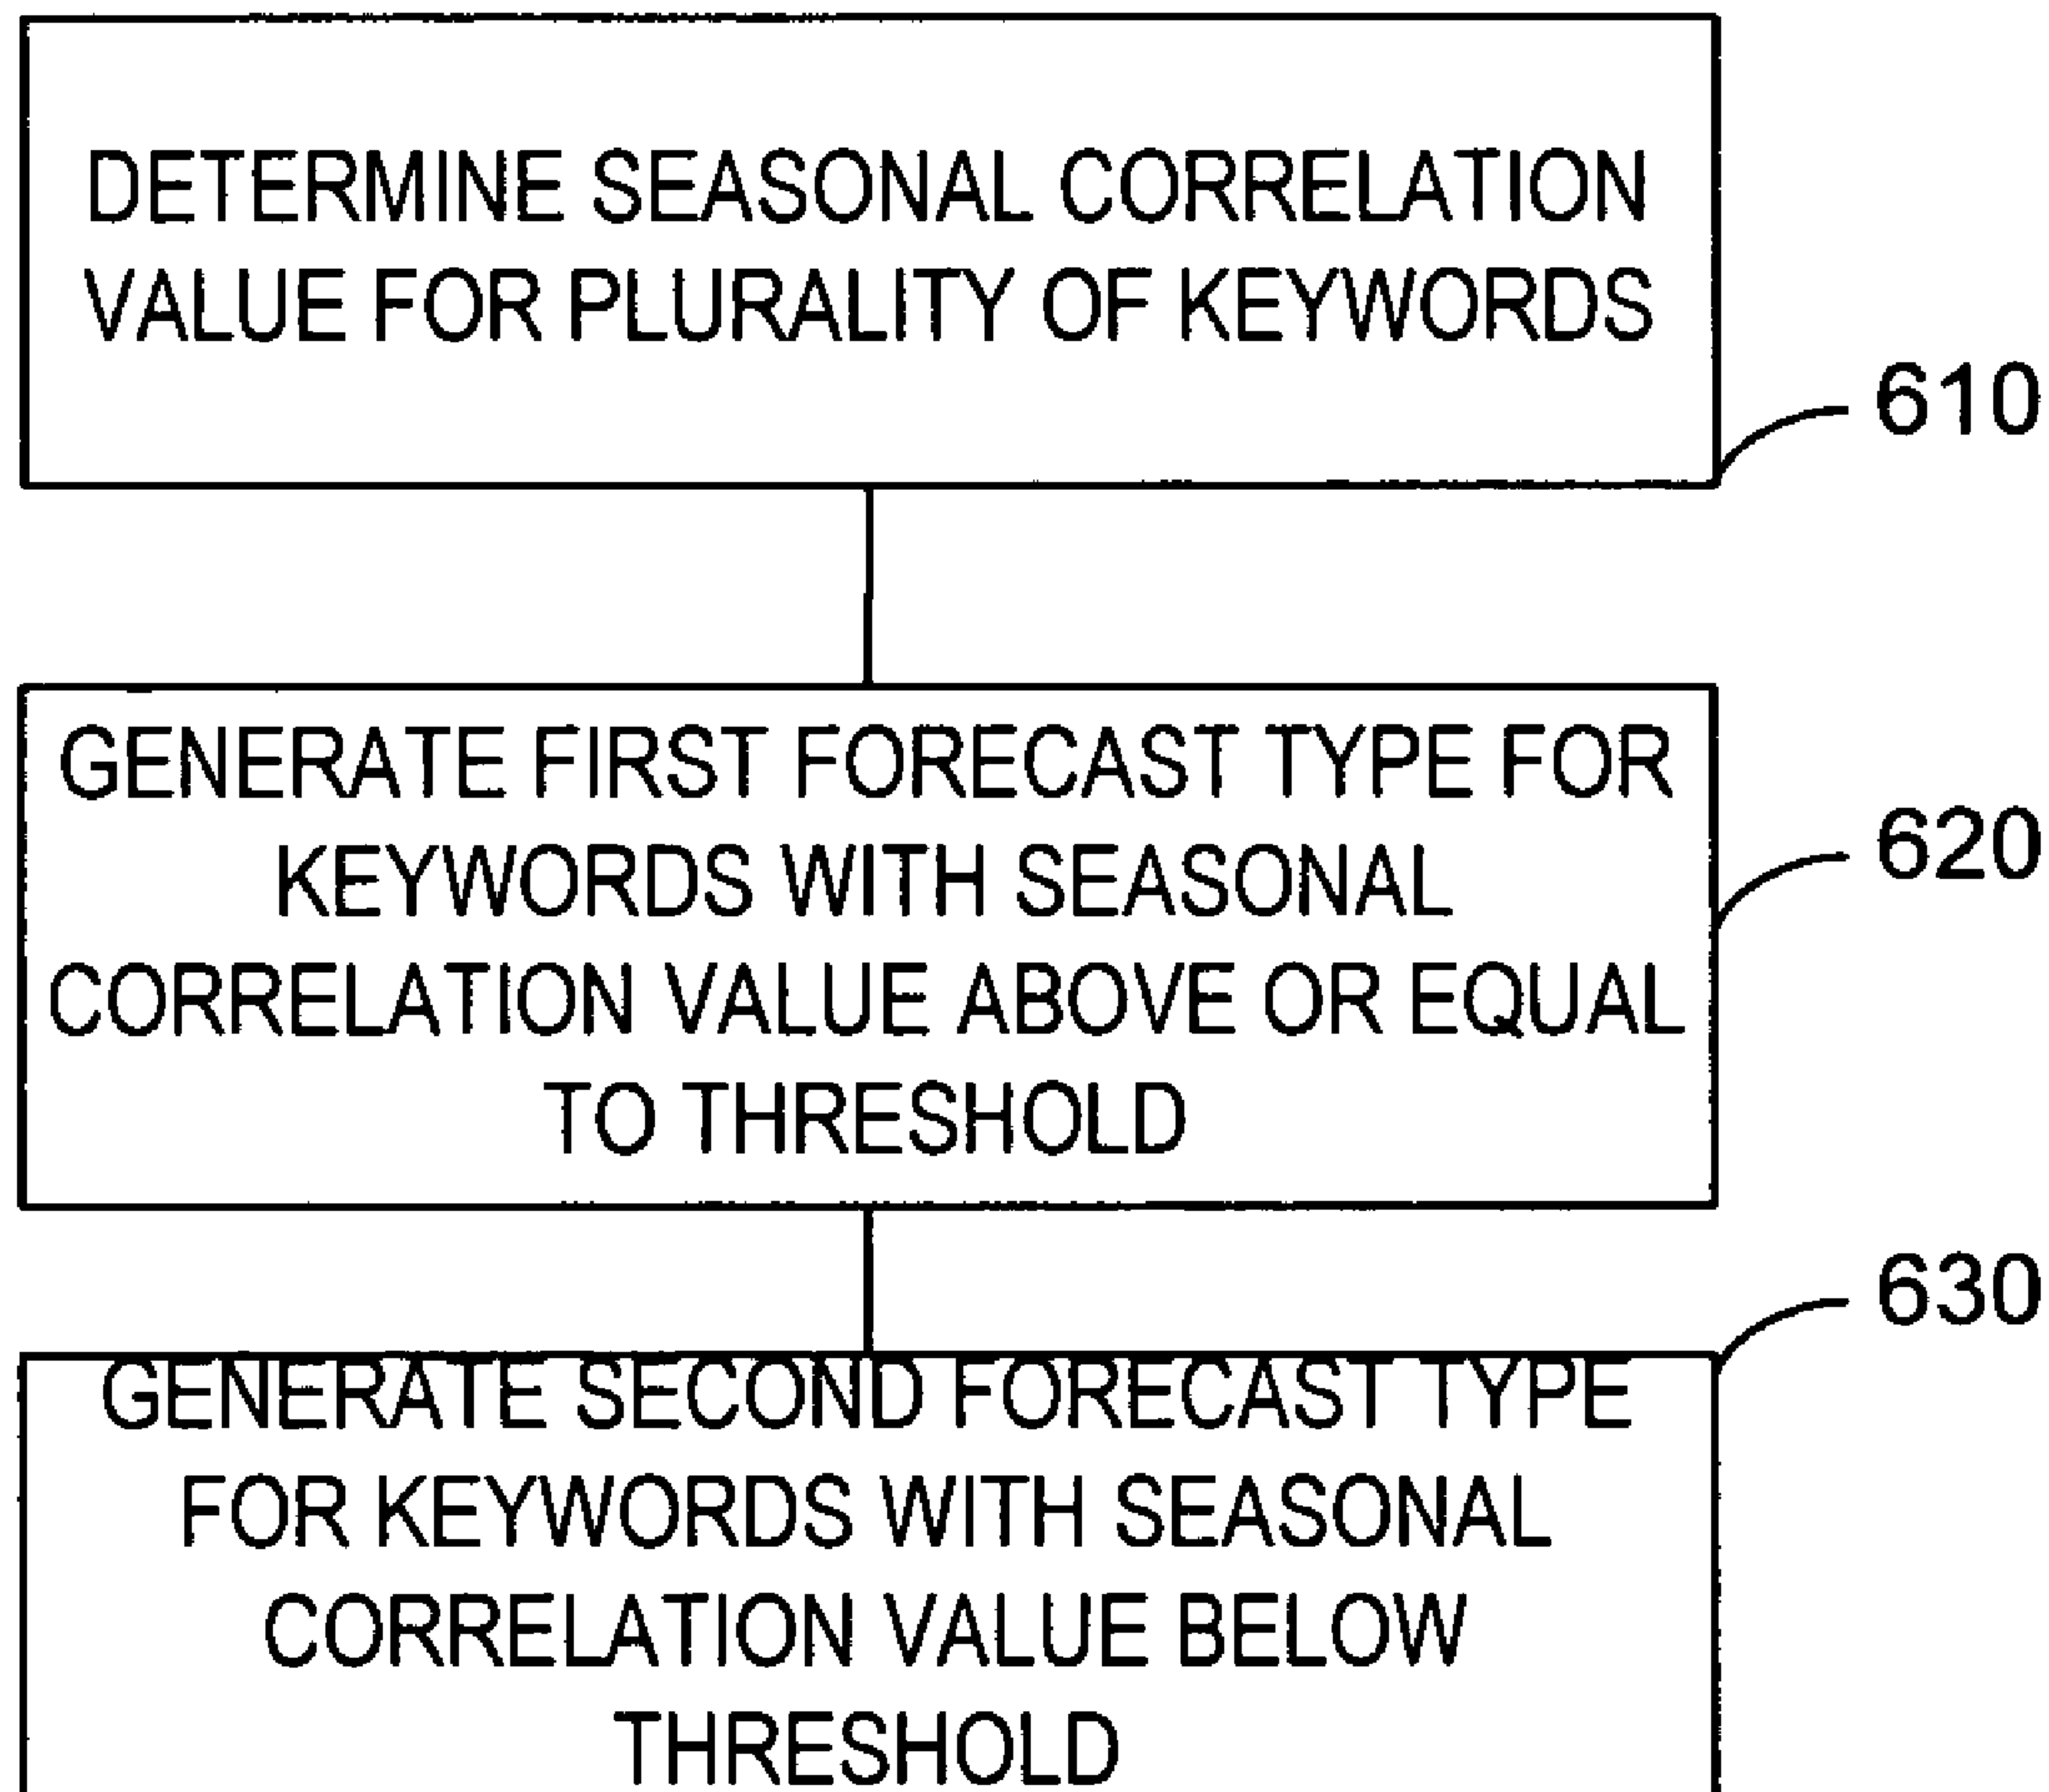 DETERMINE SEASONAL CORRELATION
VALUE FOR PLURALITY OF KEYWORDS
610
GENERATE FIRST FORECAST TYPE FOR
KEYWORDS WITH SEASONAL
CORRELATION VALUE ABOVE OR EQUAL
TO THRESHOLD
620
630
GENERATE SECOND FORECAST TYPE
FOR KEYWORDS WITH SEASONAL
CORRELATION VALUE BELOW
THRESHOLD